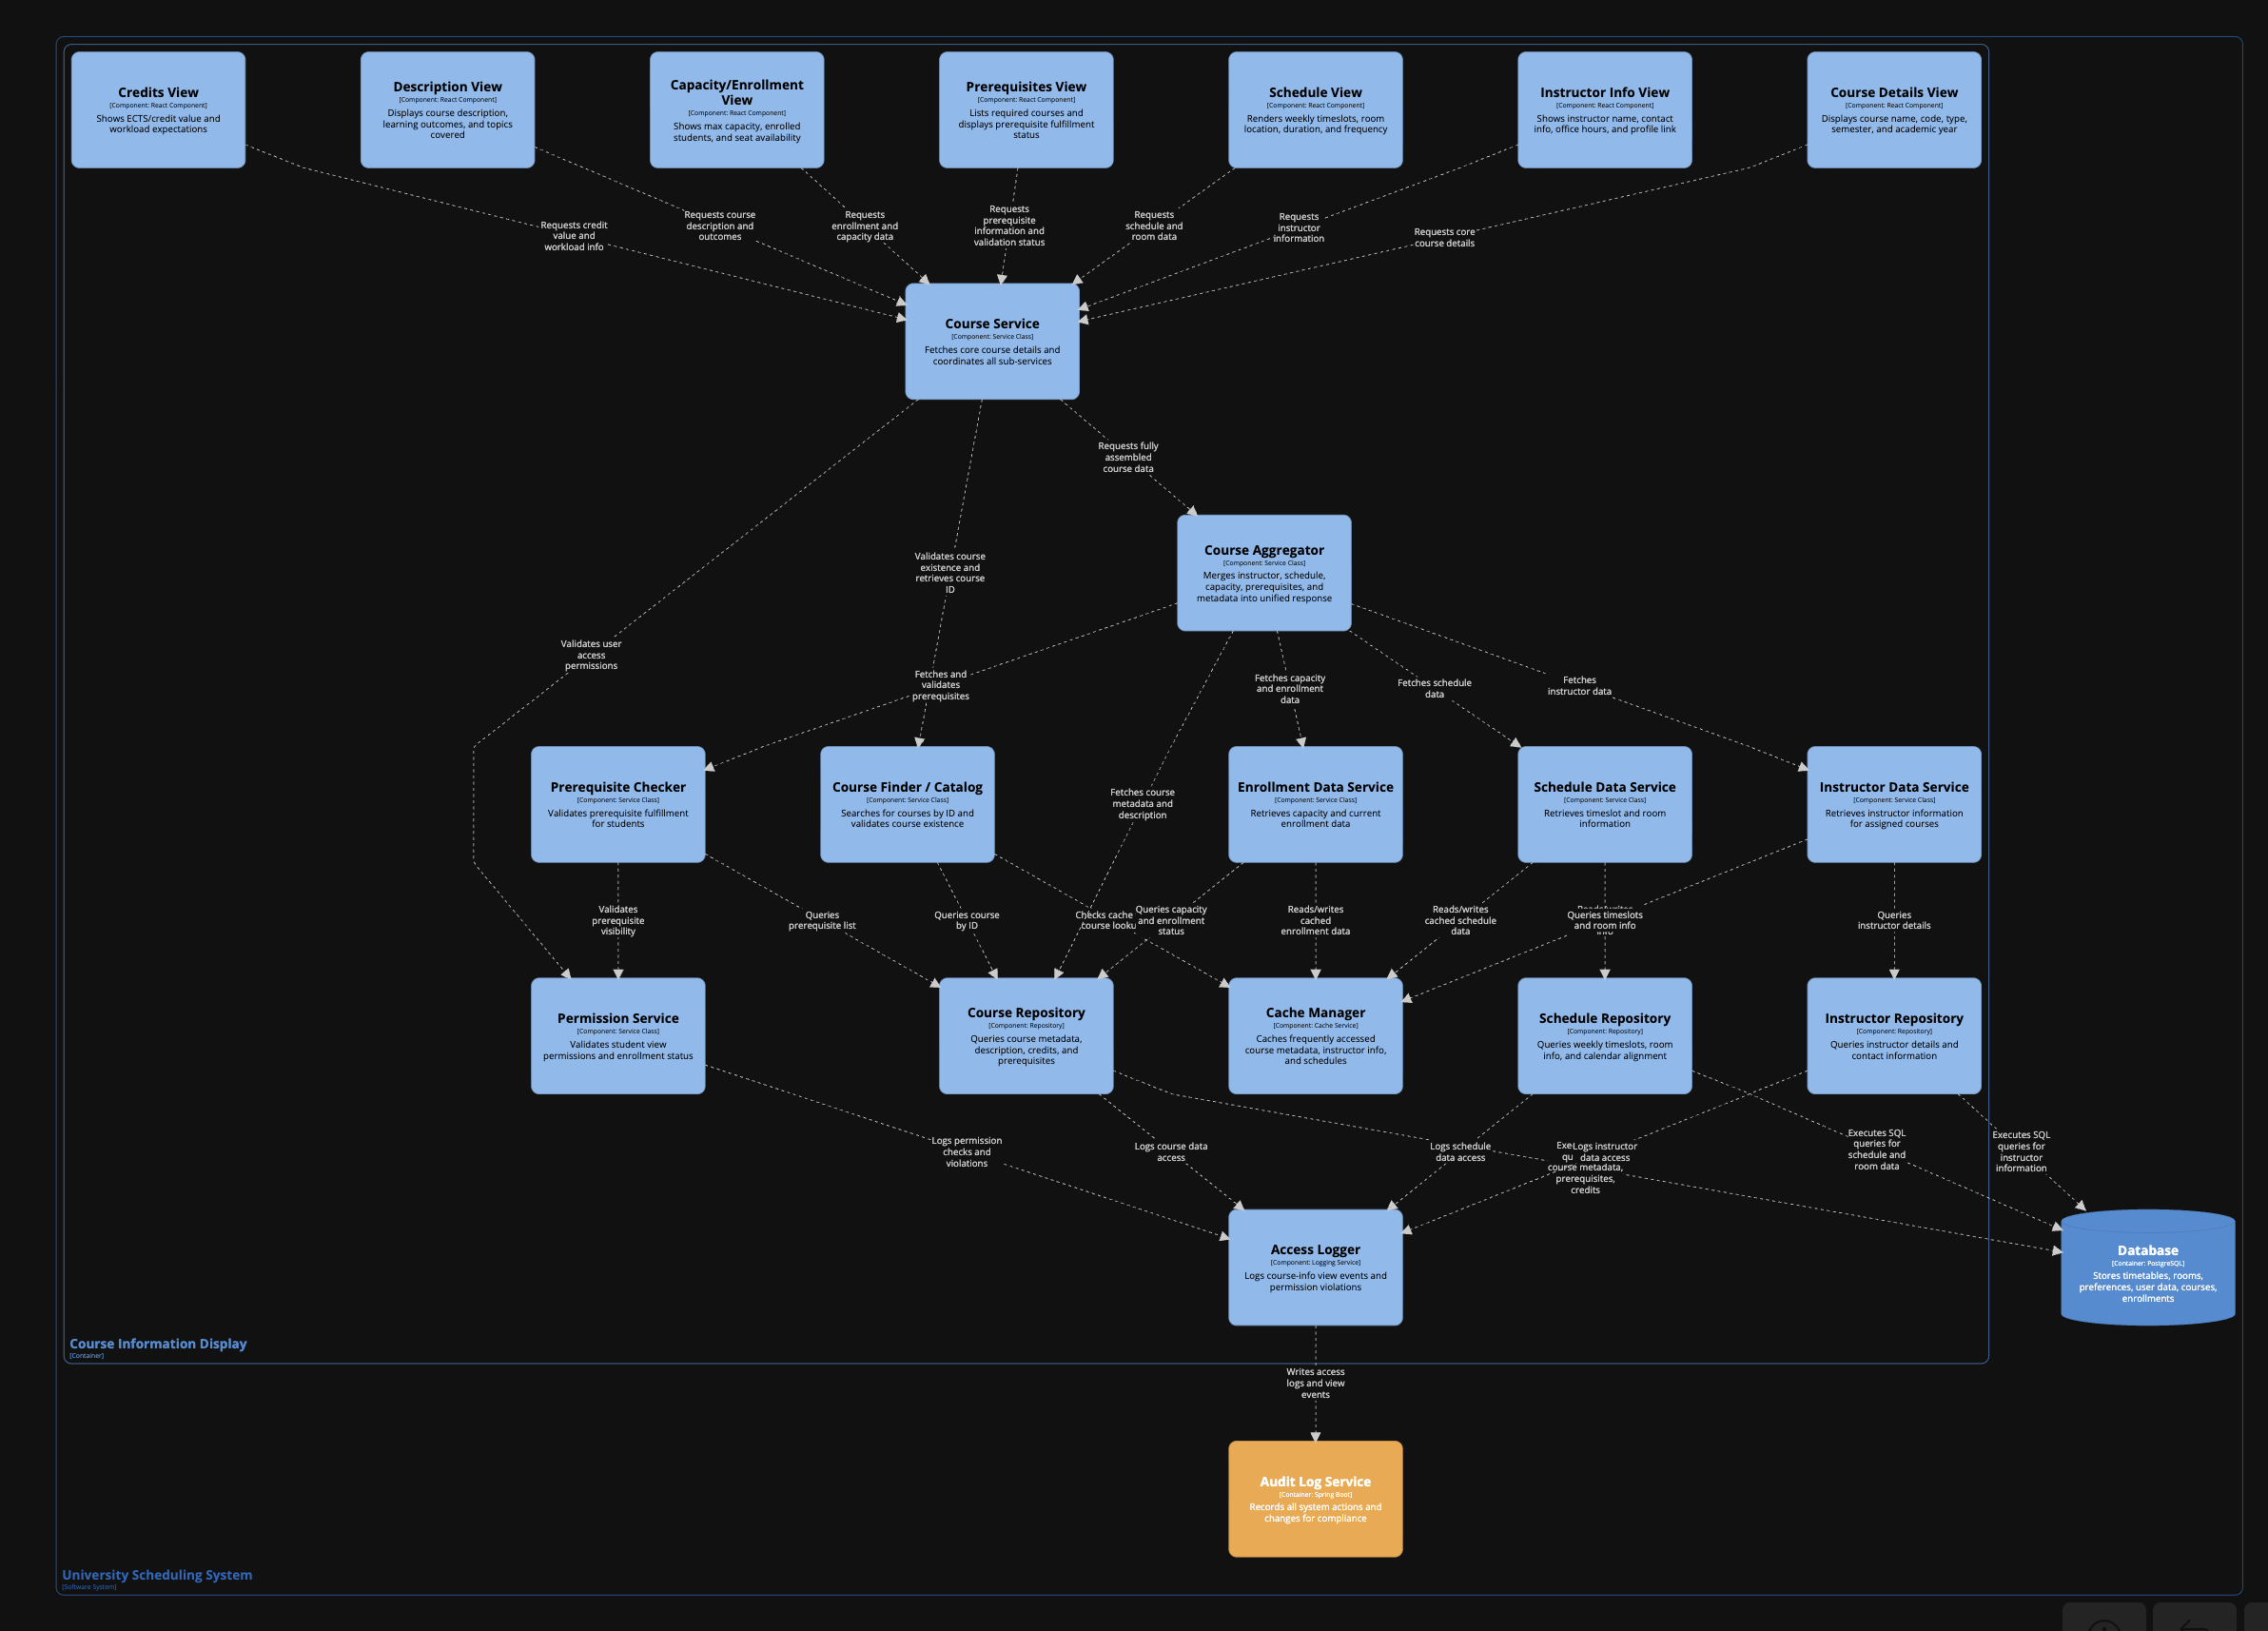 Credits View
[Component: React Component]
Shows ECTS/credit value and
workload expectations
Description View
[Component: React Component]
Displays course description,
learning outcomes, and topics
covered
Capacity/Enrollment
View
[Component: React Component]
Shows max capacity, enrolled
students, and seat availability
Prerequisites View
[Component: React Component]
Lists required courses and
displays prerequisite fulfillment
status
Schedule View
[Component: React Component]
Renders weekly timeslots, room
location, duration, and frequency
Instructor Info View
[Component: React Component]
Shows instructor name, contact
info, office hours, and profile link
Course Details View
[Component: React Component]
Displays course name, code, type,
semester, and academic year
Requests credit
value and
workload info
Requests course
description and
outcomes
Requests
enrollment and
capacity data
Requests
prerequisite
information and
validation status
Requests
schedule and
room data
Requests
instructor
information
Requests core
course details
Course Service
[Component: Service Class]
Fetches core course details and
coordinates all sub-services
Requests fully
assembled
course data
Validates course
existence and
retrieves course
ID
Validates user
access
permissions
Course Aggregator
[Component: Service Class]
Merges instructor, schedule,
capacity, prerequisites, and
metadata into unified response
Fetches and
validates
prerequisites
Fetches capacity
and enrollment
data
Fetches schedule
data
Fetches
instructor data
Fetches course
metadata and
description
Prerequisite Checker
[Component: Service Class]
Validates prerequisite fulfillment
for students
Course Finder / Catalog
[Component: Service Class]
Searches for courses by ID and
validates course existence
Enrollment Data Service
[Component: Service Class]
Retrieves capacity and current
enrollment data
Schedule Data Service
[Component: Service Class]
Retrieves timeslot and room
information
Instructor Data Service
[Component: Service Class]
Retrieves instructor information
for assigned courses
Validates
prerequisite
visibility
Queries
prerequisite list
Queries course
by ID
Checks cache
course
Queries capacity
and enrollment
status
Reads/writes
cached
enrollment data
Reads/writes
cached schedule
data
Queries timeslots
and room info
Queries
instructor details
Permission Service
[Component: Service Class]
Validates student view
permissions and enrollment status
Course Repository
[Component: Repository]
Queries course metadata,
description, credits, and
prerequisites
Cache Manager
[Component: Cache Service]
Caches frequently accessed
course metadata, instructor info,
and schedules
Schedule Repository
[Component: Repository]
Queries weekly timeslots, room
info, and calendar alignment
Instructor Repository
[Component: Repository]
Queries instructor details and
contact information
Logs permission
checks and
violations
Logs course data
access
Logs schedule
data access
Logs instructor
data access
course metadata,
prerequisites,
credits
Executes SQL
queries for
schedule and
room data
Executes SQL
queries for
instructor
information
Access Logger
[Component: Logging Service]
Logs course-info view events and
permission violations
Database
[Container: PostgreSQL]
Stores timetables, rooms,
preferences, user data, courses,
enrollments
Course Information Display
[Container]
Writes access
logs and view
events
Audit Log Service
[Container: Spring Boot]
Records all system actions and
changes for compliance
University Scheduling System
[Software System]